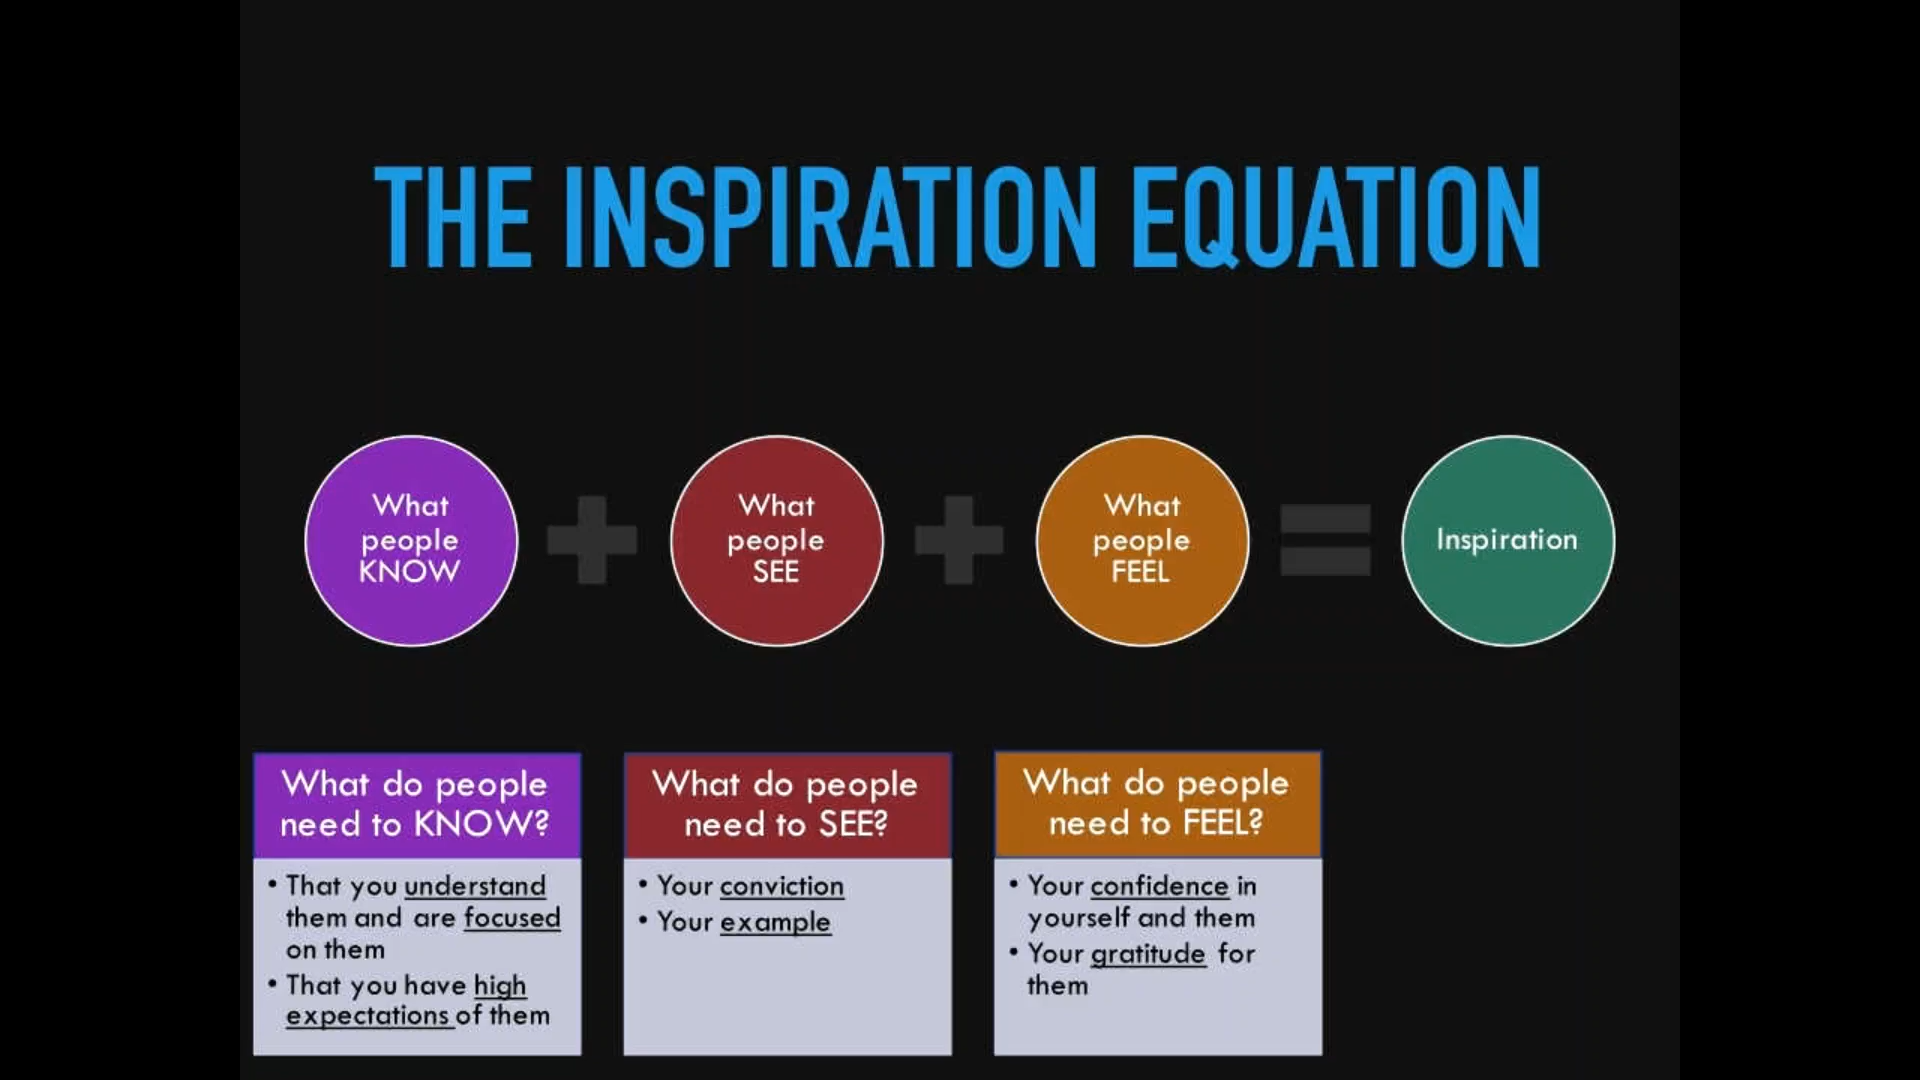 THE INSPIRATION EQUATION
What
people
KNOW
What
people
SEE
What
people
FEEL
Inspiration
What do people
need to KNOW?
• That you understand
them and are focused
on them
• That you have high
expectations of them
What do people
need to SEE?
• Your conviction
• Your example
What do people
need to FEEL?
• Your confidence in
yourself and them
• Your gratitude for
them